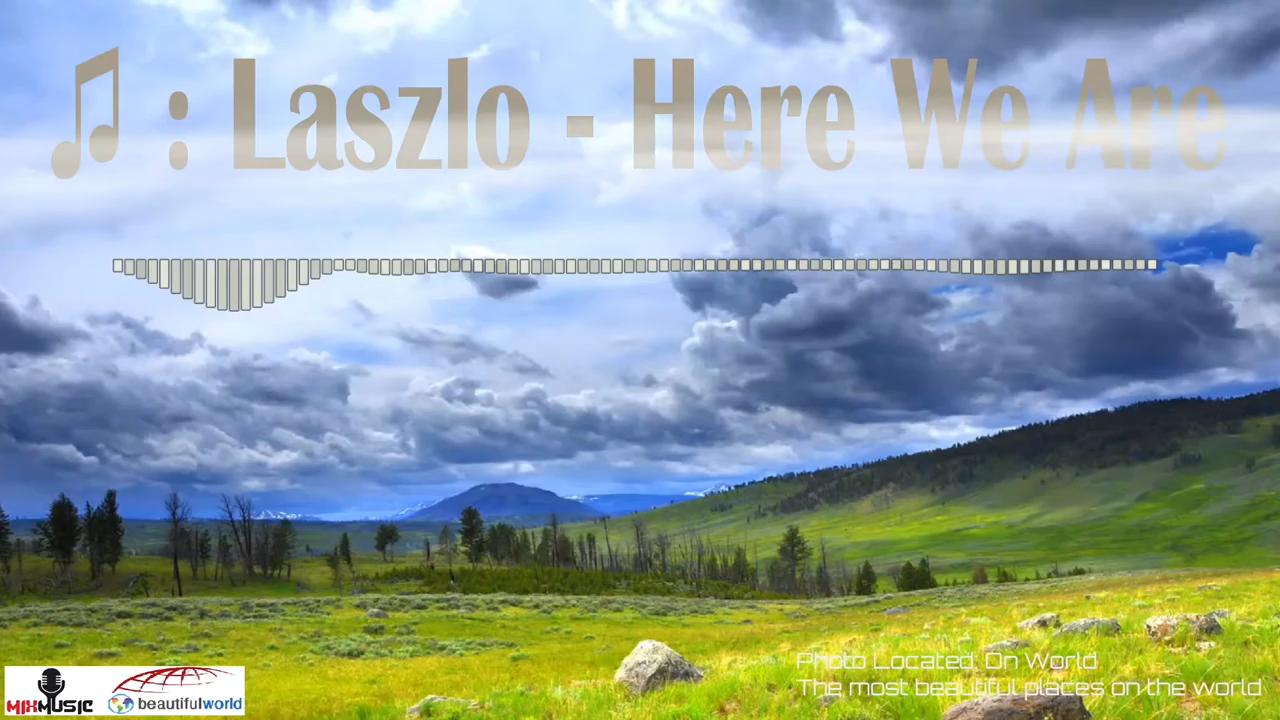 ♫ : Laszlo - Here We Are
Photo Located On World
The most beautiful places on the world
MIXMUSIC
beautifulworld